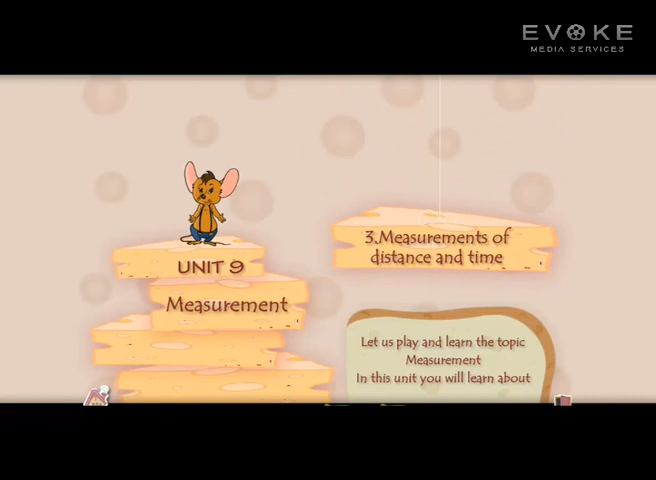 EVOKE
MEDIA SERVICES
UNIT 9
Measurement
3.Measurements of
distance and time
Let us play and learn the topic
Measurement
In this unit you will learn about